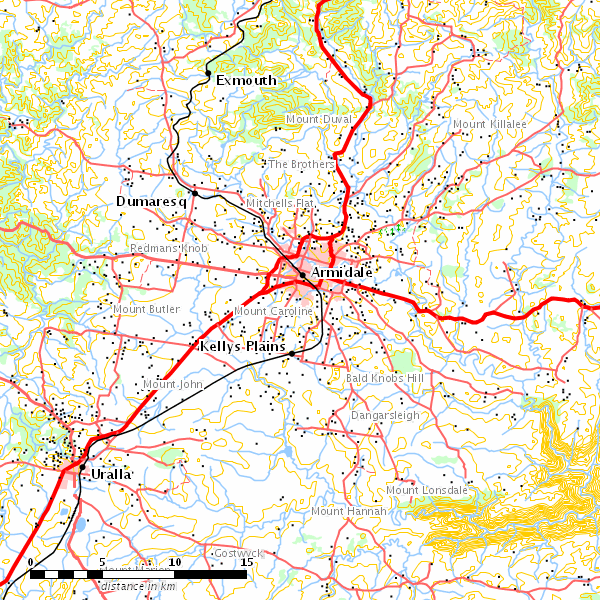 Exmouth
Mount Duval
Mount Killalee
The Brothers
Dumaresq
Mitchells Flat
Redmans Knob
Armidale
Mount Butler
Mount Caroline
Kellys Plains
Mount John
Bald Knobs Hill
Dangarsleigh
Uralla
Mount Lonsdale
Mount Hannah
Gostwyck
Mount Marion
0 5 10 15
distance in km